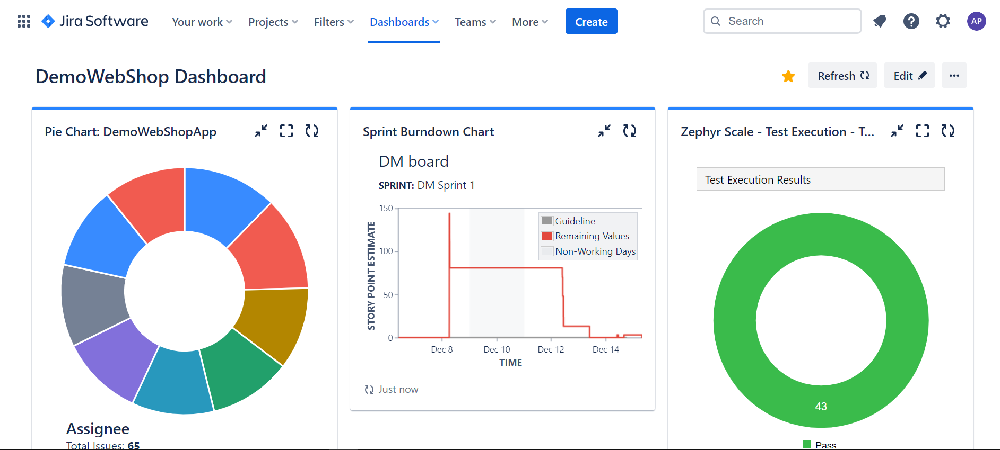 Jira Software
Your work
Projects
Filters
Dashboards
Teams
More
Create
Search
AP
DemoWebShop Dashboard
Refresh
Edit
Pie Chart: DemoWebShopApp
Assignee
Total Issues: 65
Sprint Burndown Chart
DM board
SPRINT: DM Sprint 1
150
100
50
0
STORY POINT ESTIMATE
Guideline
Remaining Values
Non-Working Days
Dec 8
Dec 10
Dec 12
Dec 14
TIME
Just now
Zephyr Scale - Test Execution - T...
Test Execution Results
43
Pass